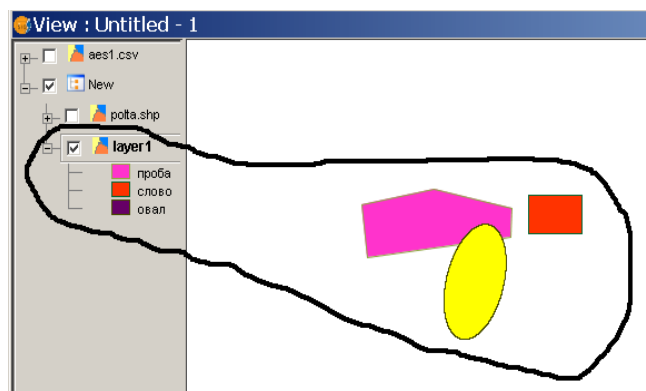 View : Untitled - 1
aes1.csv
New
polta.shp
layer1
проба
слово
овал